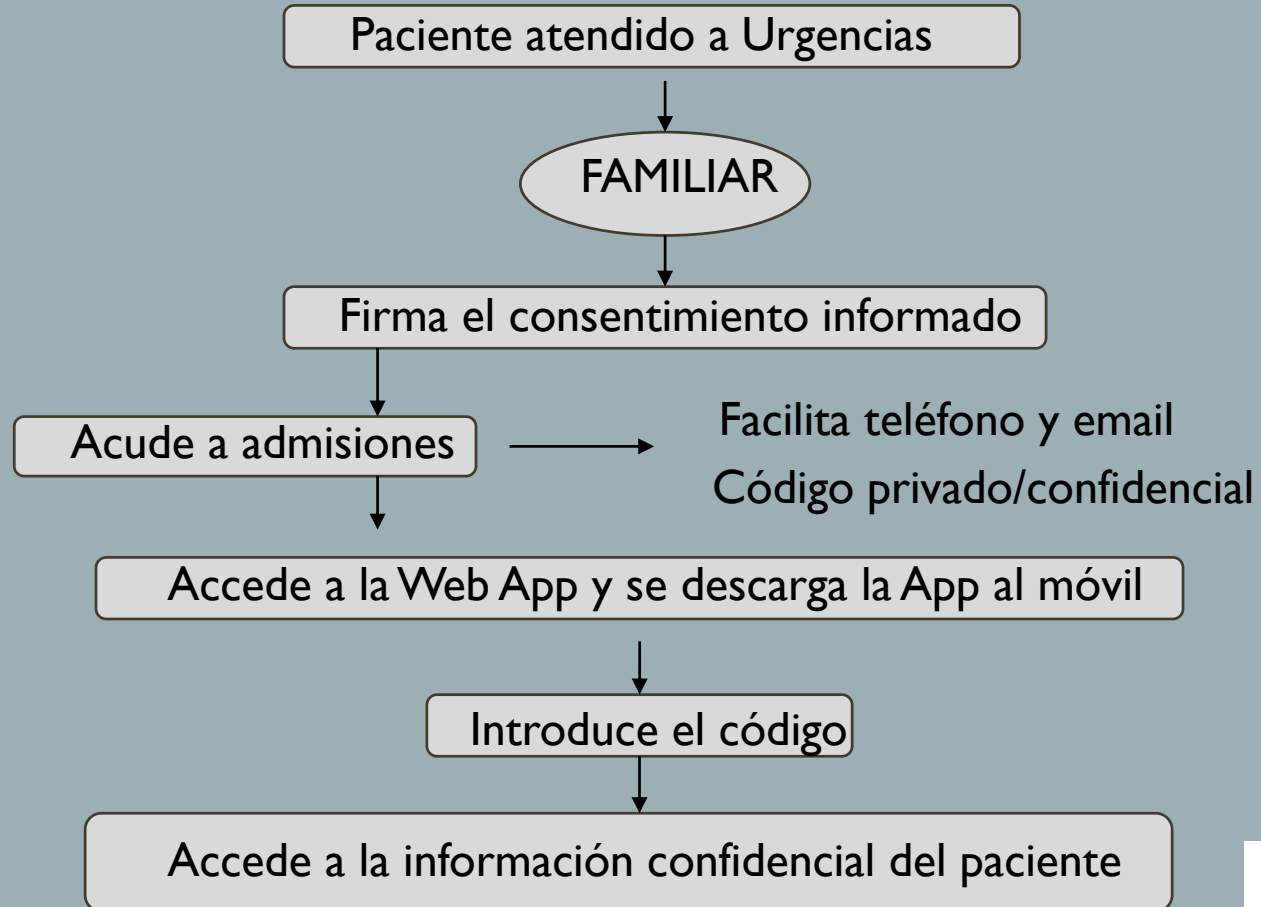 Paciente atendido a Urgencias
FAMILIAR
Firma el consentimiento informado
Acude a admisiones
Facilita teléfono y email
Código privado/confidencial
Accede a la Web App y se descarga la App al móvil
Introduce el código
Accede a la información confidencial del paciente